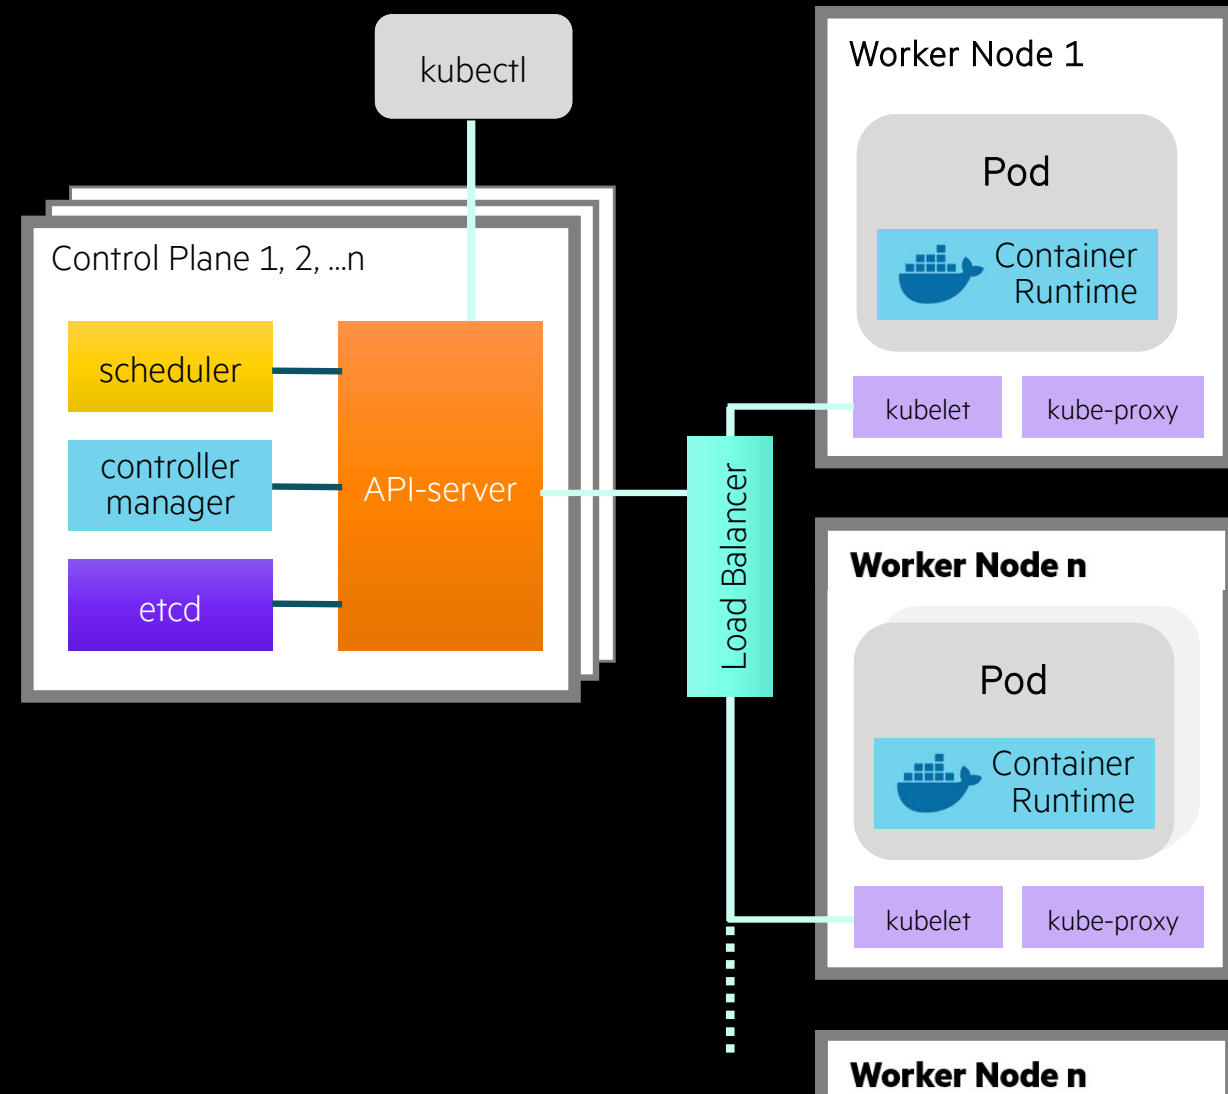 kubectl
Control Plane 1, 2, ...n
scheduler
controller
manager
etcd
API-server
Load Balancer
Worker Node 1
Pod
Container
Runtime
kubelet
kube-proxy
Worker Node n
Pod
Container
Runtime
kubelet
kube-proxy
Worker Node n